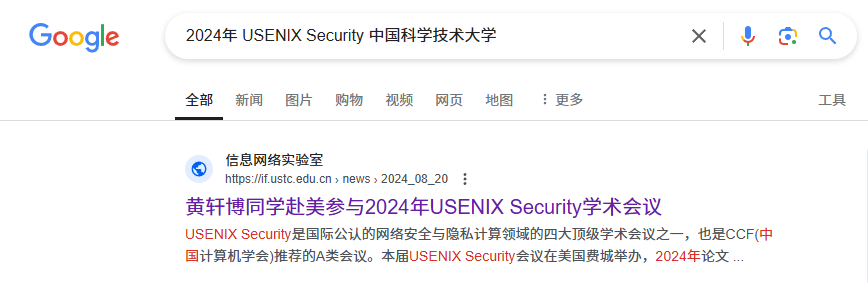 Google
2024年 USENIX Security 中国科学技术大学
全部 新闻 图片 购物 视频 网页 地图 更多 工具
信息网络实验室
https://if.ustc.edu.cn › news › 2024_08_20
黄轩博同学赴美参与2024年USENIX Security学术会议
USENIX Security是国际公认的网络安全与隐私计算领域的四大顶级学术会议之一，也是CCF(中
国计算机学会)推荐的A类会议。本届USENIX Security会议在美国费城举办，2024年论文 ...